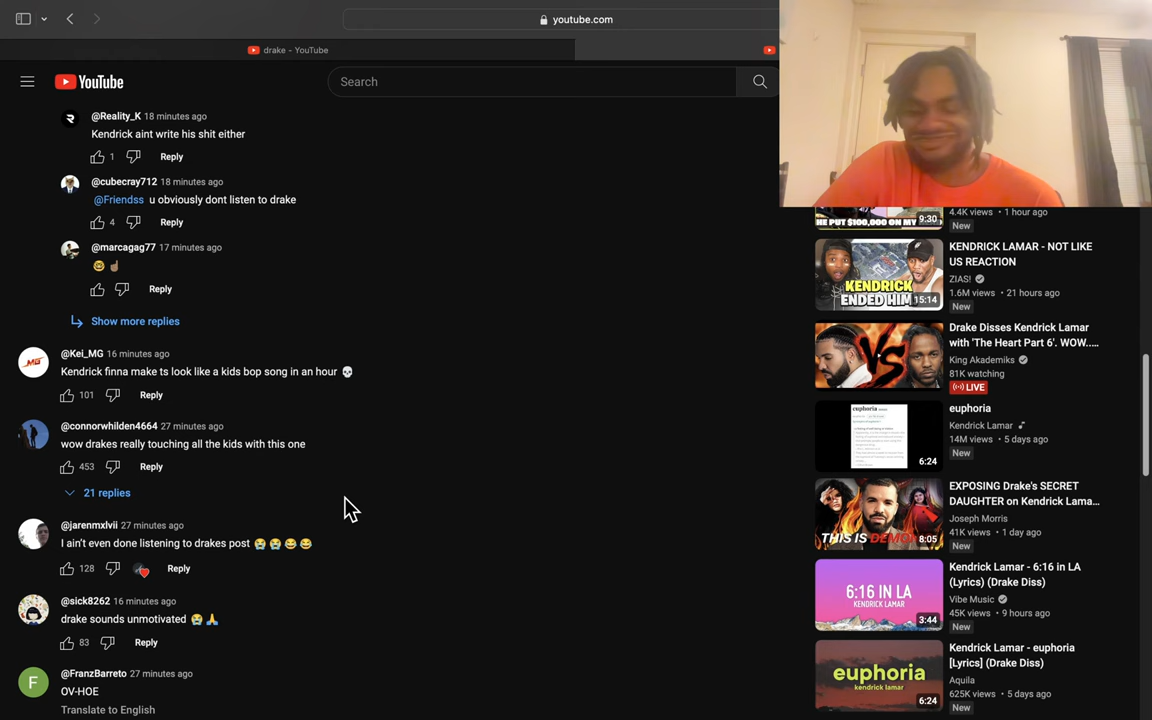 youtube.com
drake - YouTube
YouTube
Search
@Reality_K 18 minutes ago
Kendrick aint write his shit either
1 Reply
@cubecray712 18 minutes ago
@Friendss u obviously dont listen to drake
4 Reply
@marcagag77 17 minutes ago
🤓☝🏽
Reply
Show more replies
@Kei_MG 16 minutes ago
Kendrick finna make ts look like a kids bop song in an hour 💀
101 Reply
@connorwhilden4664 27 minutes ago
wow drakes really touching all the kids with this one
453 Reply
21 replies
@jarenmxlvii 27 minutes ago
I ain't even done listening to drakes post 😭😭😂😂
128 Reply
@sick8262 16 minutes ago
drake sounds unmotivated 😭🙏
83 Reply
F
@FranzBarreto 27 minutes ago
OV-HOE
Translate to English
HE PUT $100,000 ON MY
9:30
4.4K views • 1 hour ago
New
KENDRICK ENDED HIM
15:14
KENDRICK LAMAR - NOT LIKE
US REACTION
ZIAS!
1.6M views • 21 hours ago
New
VS
Drake Disses Kendrick Lamar
with 'The Heart Part 6'. WOW.....
King Akademiks
81K watching
LIVE
euphoria
6:24
euphoria
Kendrick Lamar
14M views • 5 days ago
New
THIS IS DEMO
8:05
EXPOSING Drake's SECRET
DAUGHTER on Kendrick Lama...
Joseph Morris
41K views • 1 day ago
New
6:16 IN LA
KENDRICK LAMAR
3:44
Kendrick Lamar - 6:16 in LA
(Lyrics) (Drake Diss)
Vibe Music
45K views • 9 hours ago
New
euphoria
kendrick lamar
6:24
Kendrick Lamar - euphoria
[Lyrics] (Drake Diss)
Aquila
625K views • 5 days ago
New